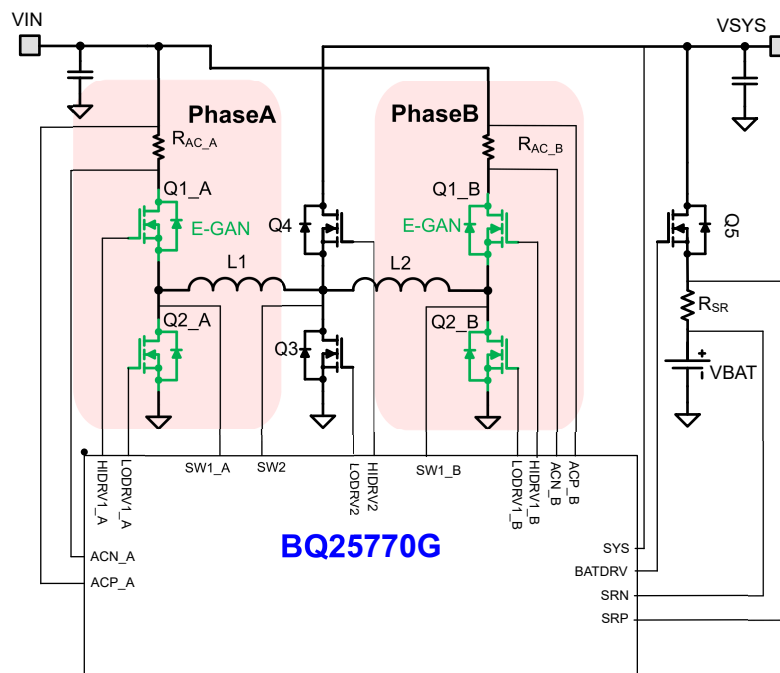 VIN
VSYS
PhaseA
PhaseB
RAC_A
RAC_B
Q1_A
Q1_B
E-GAN
Q4
E-GAN
Q5
L1
L2
RSR
Q2_A
Q2_B
Q3
+
VBAT
HIDRV1_A
LODRV1_A
SW1_A
SW2
LODRV2
HIDRV2
SW1_B
LODRV1_B
HIDRV1_B
ACN_B
ACP_B
BQ25770G
ACN_A
ACP_A
SYS
BATDRV
SRN
SRP